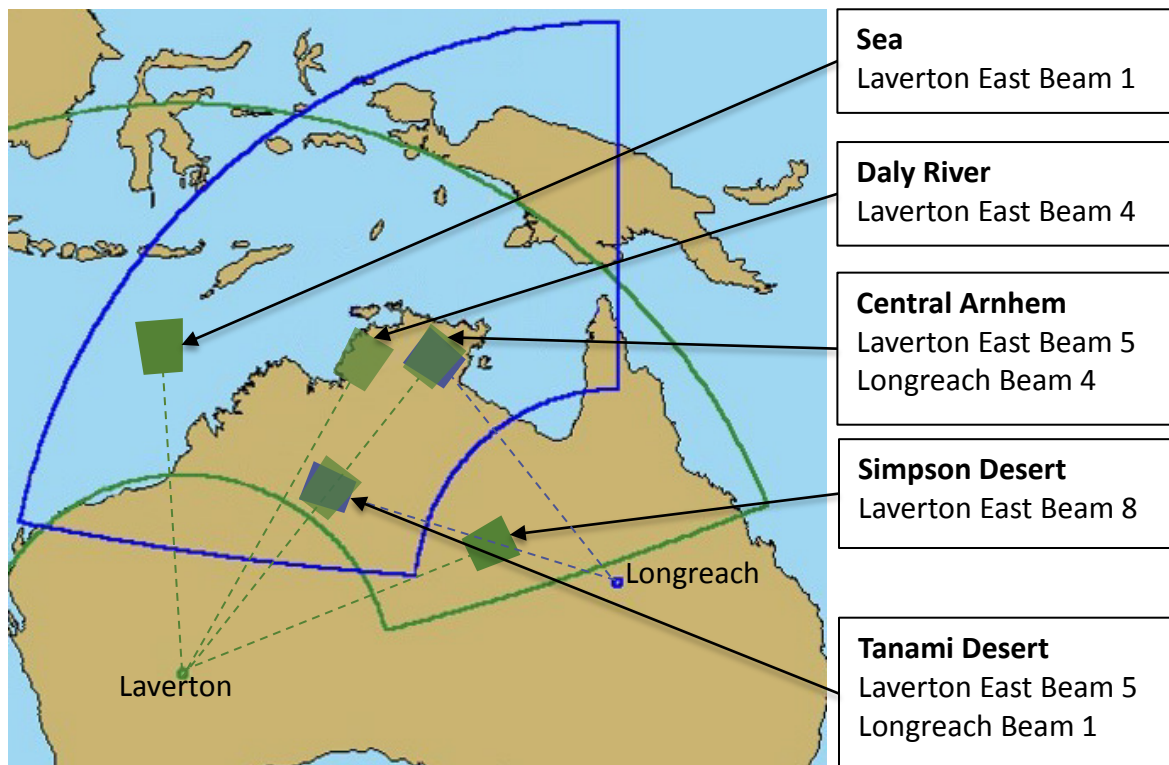 Sea
Laverton East Beam 1
Daly River
Laverton East Beam 4
Central Arnhem
Laverton East Beam 5
Longreach Beam 4
Simpson Desert
Laverton East Beam 8
Longreach
Laverton
Tanami Desert
Laverton East Beam 5
Longreach Beam 1